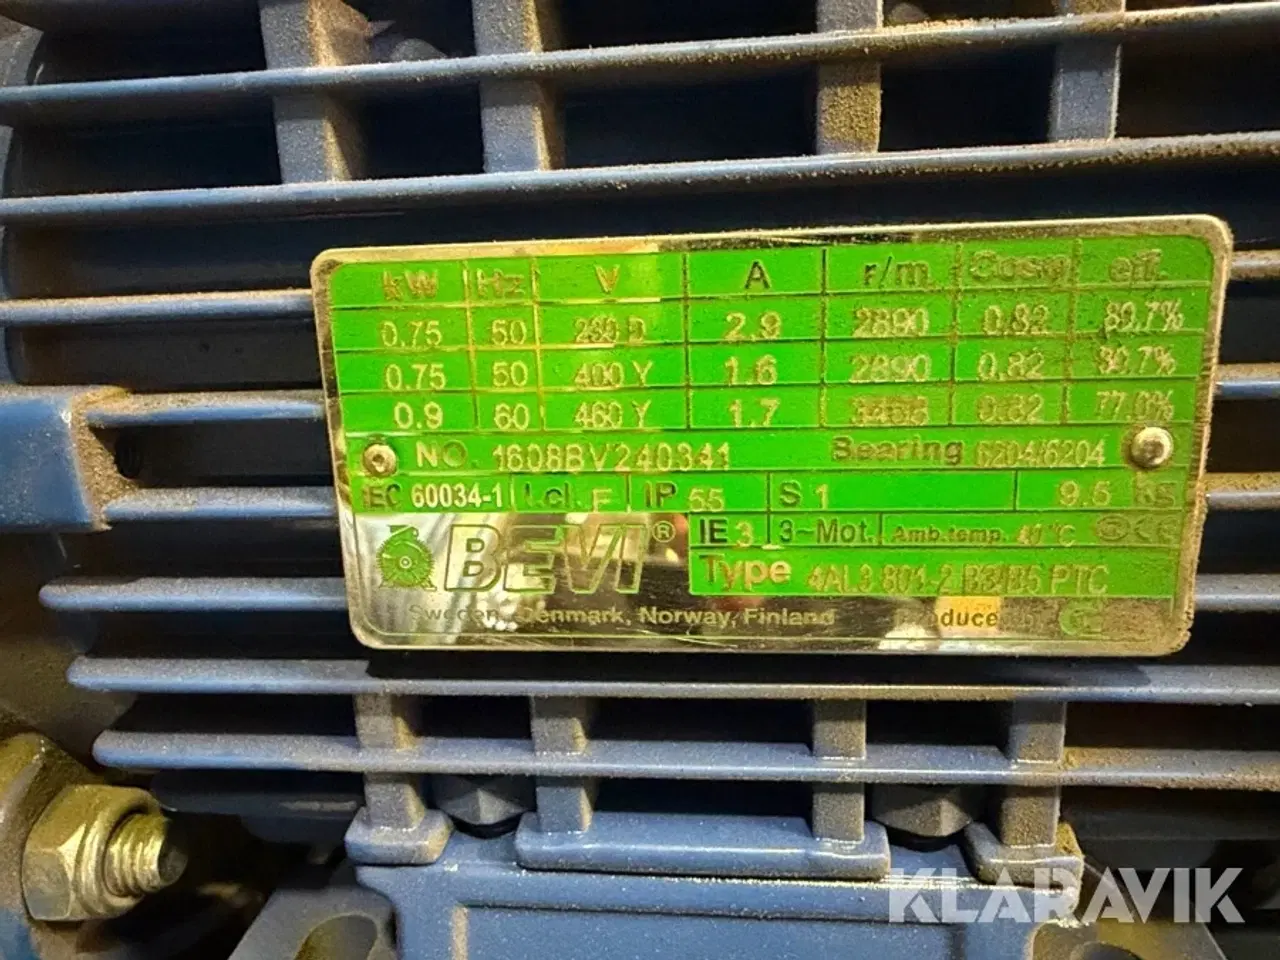 kW Hz V A r/m Cosφ eff.
0.75 50 230 D 2.9 2890 0.82 80.7%
0.75 50 400 Y 1.6 2890 0.82 80.7%
0.9 60 460 Y 1.7 3468 0.82 77.0%
NO. 1608BV240341 Bearing 6204/6204
IEC 60034-1 I.cl. F IP 55 S 1 9.5 kg
BEVI® IE 3 3~Mot. Amb.temp. 40 °C CE
Type 4AL3 801-2 B3/B5 PTC
Sweden, Denmark, Norway, Finland
KLARAVIK